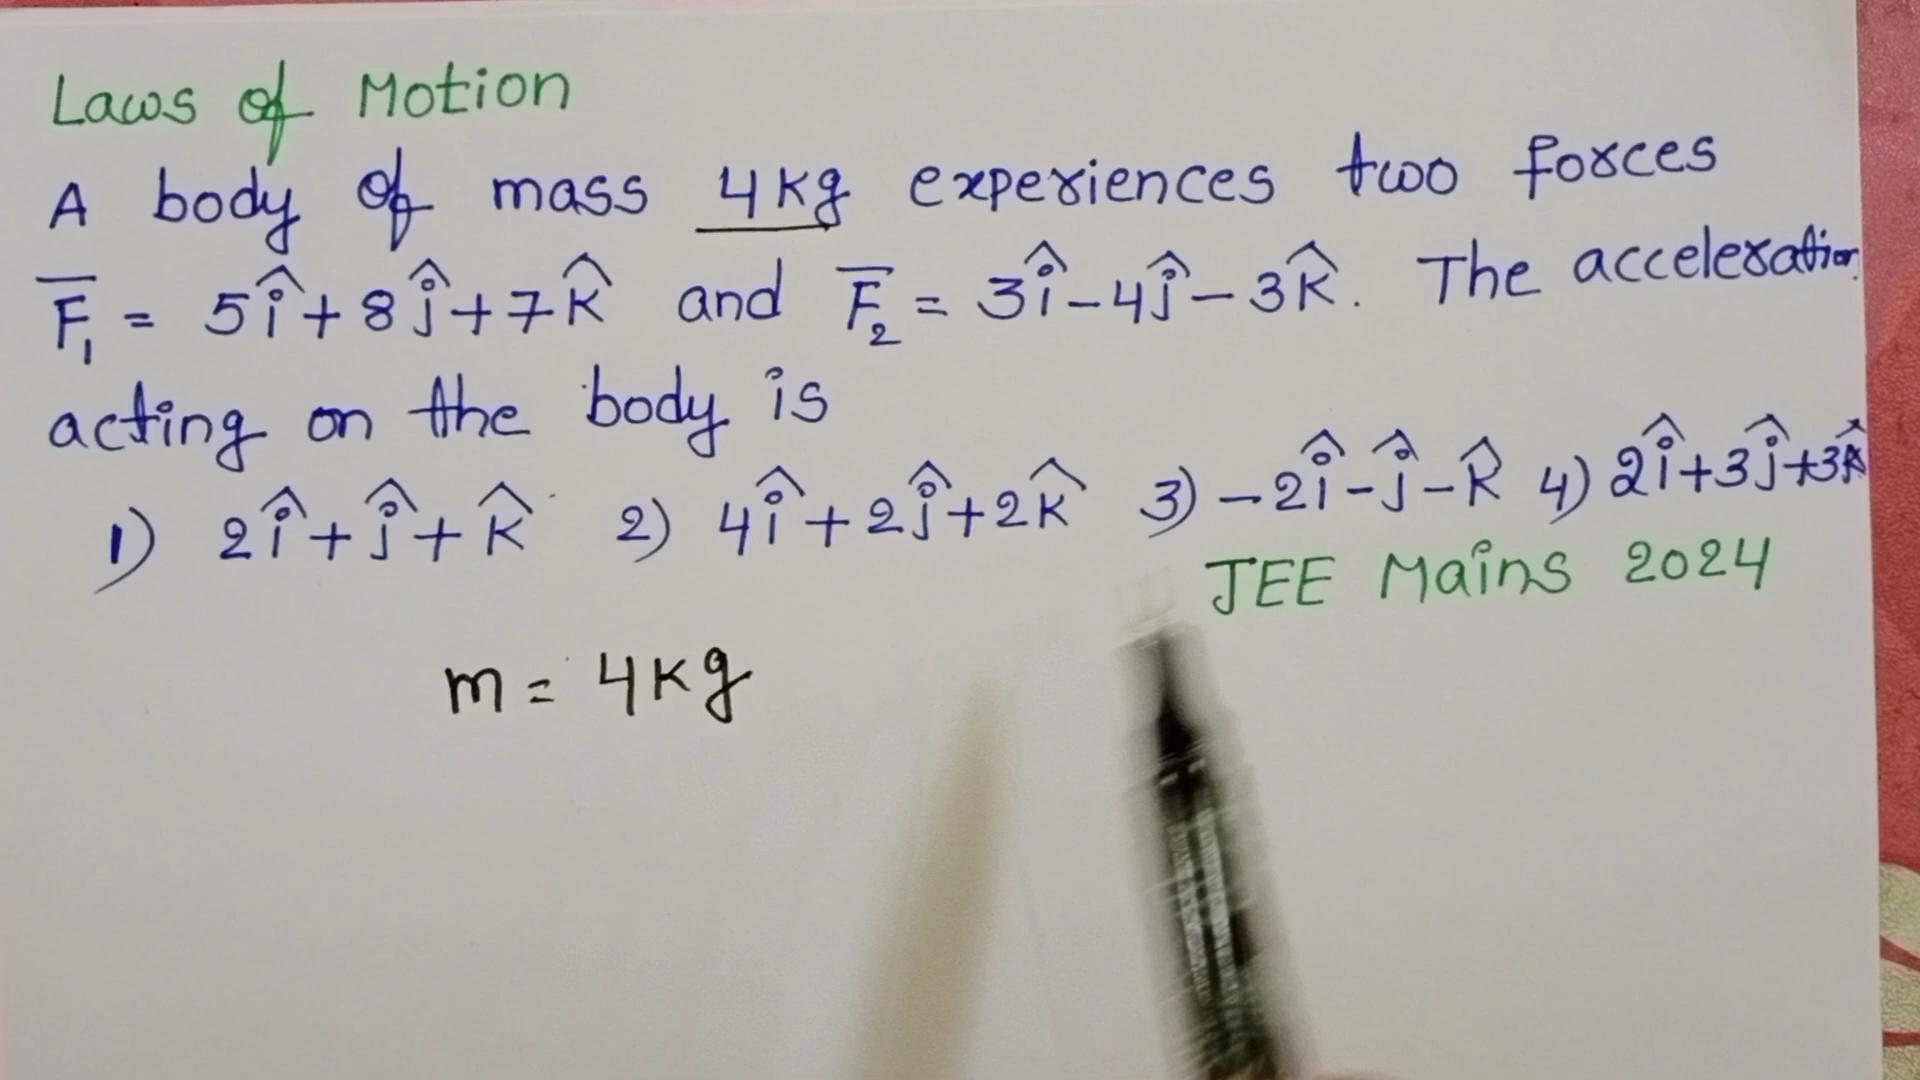 Laws of Motion
A body of mass 4kg experiences two forces
F̅₁ = 5î+8ĵ+7k̂ and F̅₂ = 3î-4ĵ-3k̂. The acceleration
acting on the body is
1) 2î+ĵ+k̂ 2) 4î+2ĵ+2k̂ 3) -2î-ĵ-k̂ 4) 2î+3ĵ+3k̂
JEE Mains 2024
m = 4kg